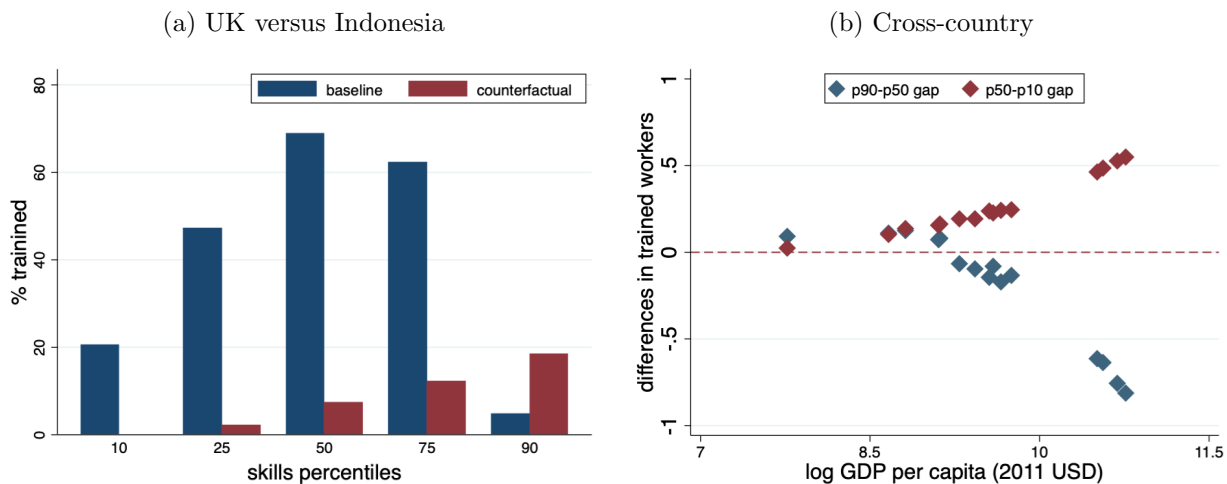 (a) UK versus Indonesia
80
60
40
20
0
% trainined
baseline
counterfactual
10 25 50 75 90
skills percentiles
(b) Cross-country
1
.5
0
-.5
-1
differences in trained workers
p90-p50 gap
p50-p10 gap
7 8.5 10 11.5
log GDP per capita (2011 USD)